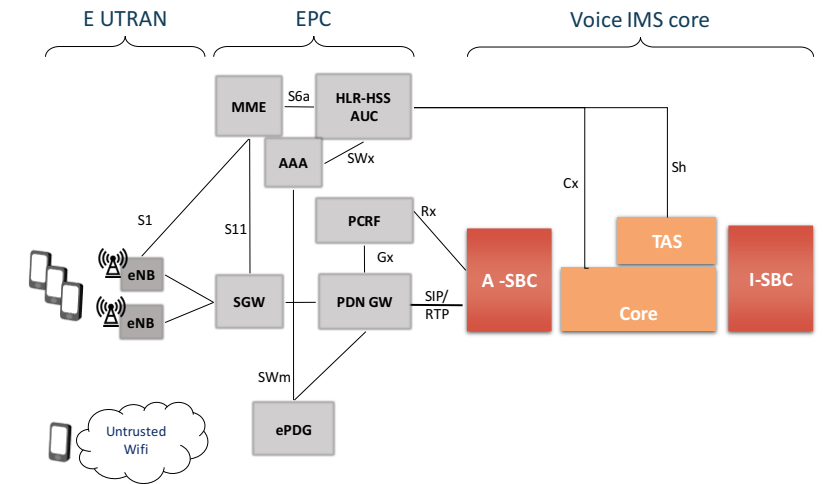 E UTRAN
EPC
Voice IMS core
MME
S6a
HLR-HSS
AUC
AAA
SWx
Cx
Sh
S1
S11
PCRF
Rx
Gx
eNB
eNB
SGW
PDN GW
SIP/
RTP
A -SBC
TAS
Core
I-SBC
SWm
ePDG
Untrusted
Wifi